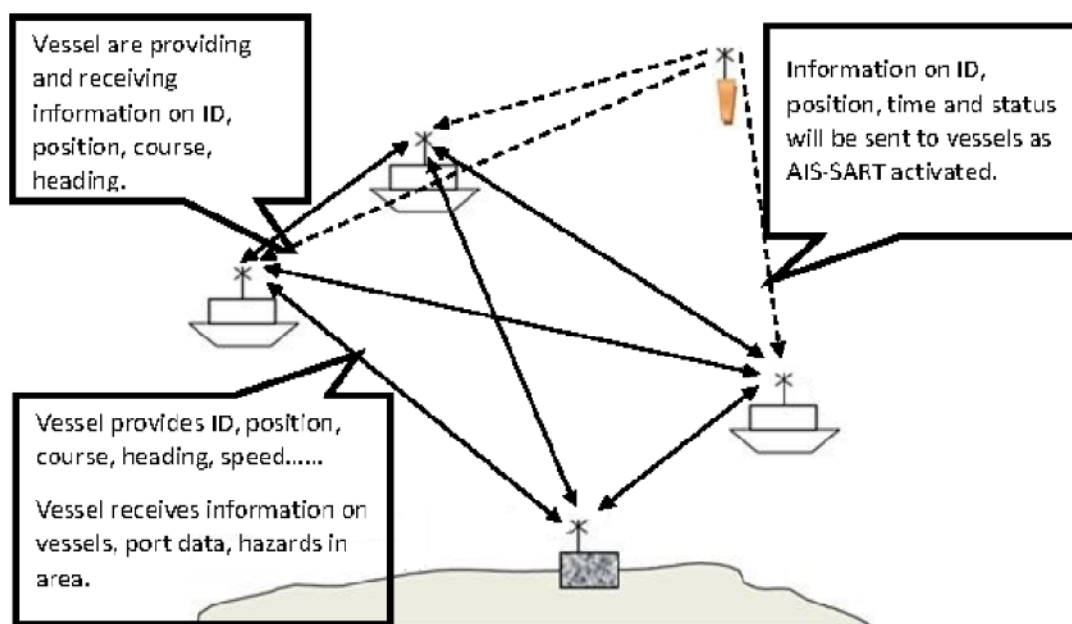 Vessel are providing
and receiving
information on ID,
position, course,
heading.
Information on ID,
position, time and status
will be sent to vessels as
AIS-SART activated.
Vessel provides ID, position,
course, heading, speed......
Vessel receives information on
vessels, port data, hazards in
area.